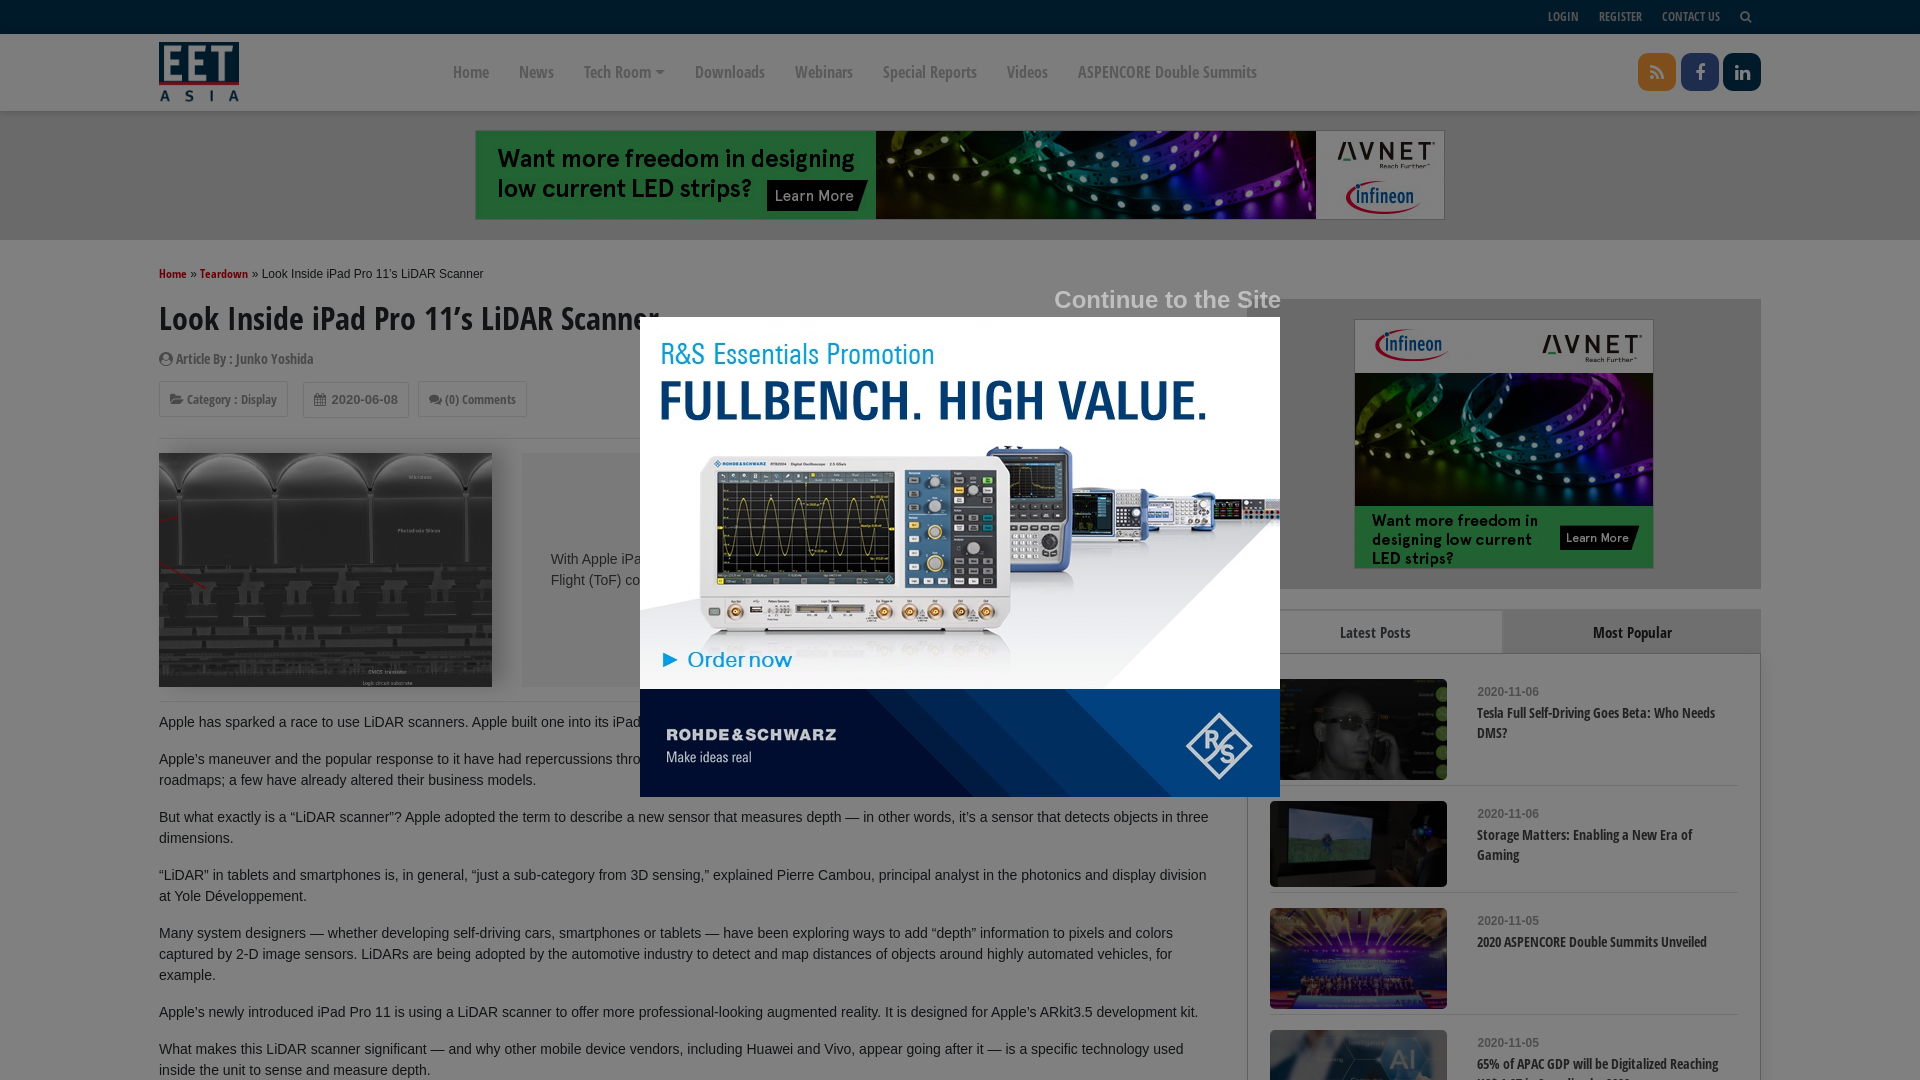 LOGIN REGISTER CONTACT US
EET
ASIA
Home News Tech Room Downloads Webinars Special Reports Videos ASPENCORE Double Summits
Want more freedom in designing
low current LED strips?
Learn More
AVNET
Reach Further™
infineon
Home » Teardown » Look Inside iPad Pro 11's LiDAR Scanner
Continue to the Site
Look Inside iPad Pro 11’s LiDAR Scanner
Article By : Junko Yoshida
Category : Display
2020-06-08
(0) Comments
With Apple iPa
Flight (ToF) co
R&S Essentials Promotion
FULLBENCH. HIGH VALUE.
ROHDE&SCHWARZ
Order now
ROHDE&SCHWARZ
Make ideas real
R&S
Microlens
Photodiode Silicon
Logic circuit substrate
Apple has sparked a race to use LiDAR scanners. Apple built one into its iPad
Apple’s maneuver and the popular response to it have had repercussions thro
roadmaps; a few have already altered their business models.
But what exactly is a “LiDAR scanner”? Apple adopted the term to describe a new sensor that measures depth — in other words, it’s a sensor that detects objects in three
dimensions.
“LiDAR” in tablets and smartphones is, in general, “just a sub-category from 3D sensing,” explained Pierre Cambou, principal analyst in the photonics and display division
at Yole Développement.
Many system designers — whether developing self-driving cars, smartphones or tablets — have been exploring ways to add “depth” information to pixels and colors
captured by 2-D image sensors. LiDARs are being adopted by the automotive industry to detect and map distances of objects around highly automated vehicles, for
example.
Apple’s newly introduced iPad Pro 11 is using a LiDAR scanner to offer more professional-looking augmented reality. It is designed for Apple’s ARkit3.5 development kit.
What makes this LiDAR scanner significant — and why other mobile device vendors, including Huawei and Vivo, appear going after it — is a specific technology used
inside the unit to sense and measure depth.
infineon
AVNET
Reach Further™
Want more freedom in
designing low current
LED strips?
Learn More
Latest Posts
Most Popular
2020-11-06
Tesla Full Self-Driving Goes Beta: Who Needs
DMS?
2020-11-06
Storage Matters: Enabling a New Era of
Gaming
2020-11-05
2020 ASPENCORE Double Summits Unveiled
2020-11-05
AI
65% of APAC GDP will be Digitalized Reaching